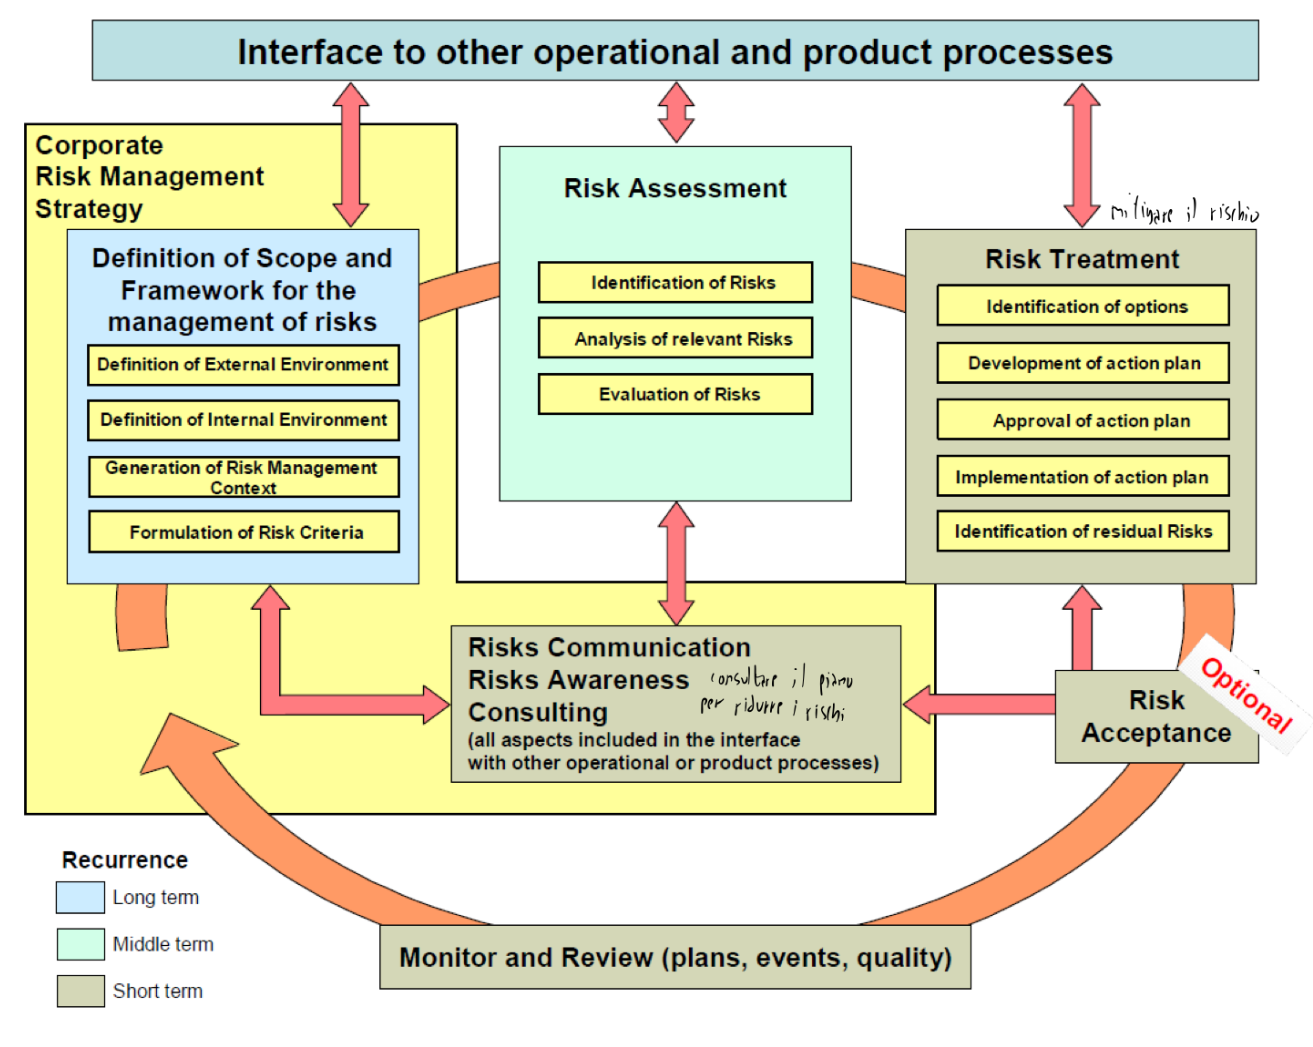 Interface to other operational and product processes
Corporate
Risk Management
Strategy
Definition of Scope and
Framework for the
management of risks
Definition of External Environment
Definition of Internal Environment
Generation of Risk Management
Context
Formulation of Risk Criteria
Risk Assessment
Identification of Risks
Analysis of relevant Risks
Evaluation of Risks
mitigare il rischio
Risk Treatment
Identification of options
Development of action plan
Approval of action plan
Implementation of action plan
Identification of residual Risks
Risks Communication
Risks Awareness
Consulting
(all aspects included in the interface
with other operational or product processes)
consultare il piano
per ridurre i rischi
Risk
Acceptance
Optional
Monitor and Review (plans, events, quality)
Recurrence
Long term
Middle term
Short term